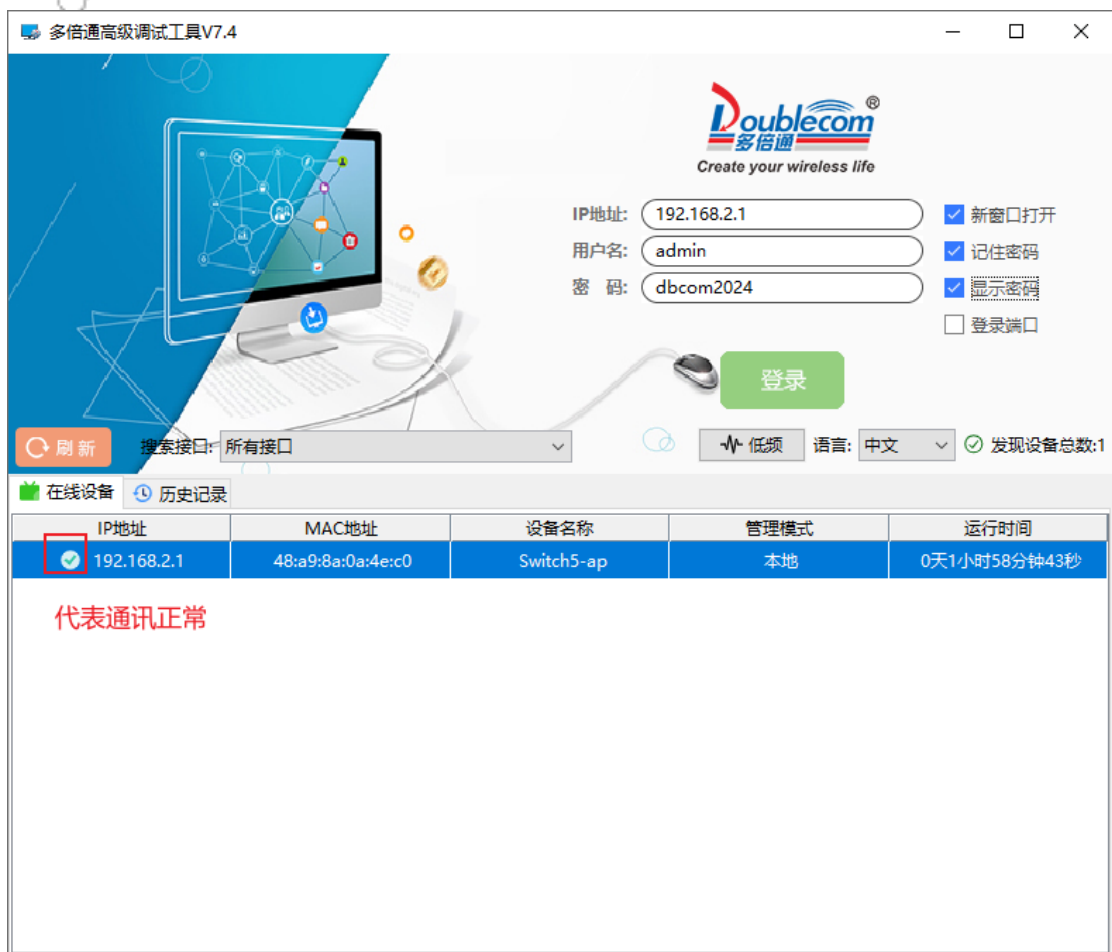 多倍通高级调试工具V7.4
Doublecom®
多倍通
Create your wireless life
IP地址: 192.168.2.1 新窗口打开
用户名: admin 记住密码
密 码: dbcom2024 显示密码
登录端口
登录
刷新 搜索接口: 所有接口 低频 语言: 中文 发现设备总数:1
在线设备 历史记录
IP地址 MAC地址 设备名称 管理模式 运行时间
192.168.2.1 48:a9:8a:0a:4e:c0 Switch5-ap 本地 0天1小时58分钟43秒
代表通讯正常